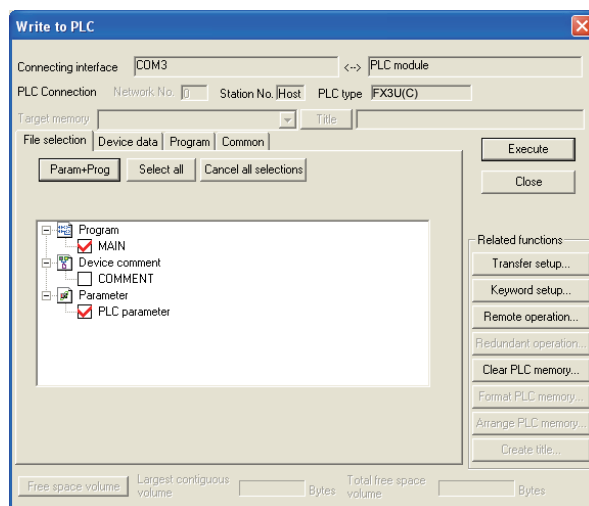 Write to PLC
Connecting interface COM3 <--> PLC module
PLC Connection Network No. 0 Station No. Host PLC type FX3U(C)
Target memory Title
File selection Device data Program Common
Execute
Param+Prog Select all Cancel all selections
Close
Program
MAIN
Device comment
COMMENT
Parameter
PLC parameter
Related functions
Transfer setup...
Keyword setup...
Remote operation...
Redundant operation...
Clear PLC memory...
Format PLC memory...
Arrange PLC memory...
Create title...
Free space volume Largest contiguous volume Bytes Total free space volume Bytes